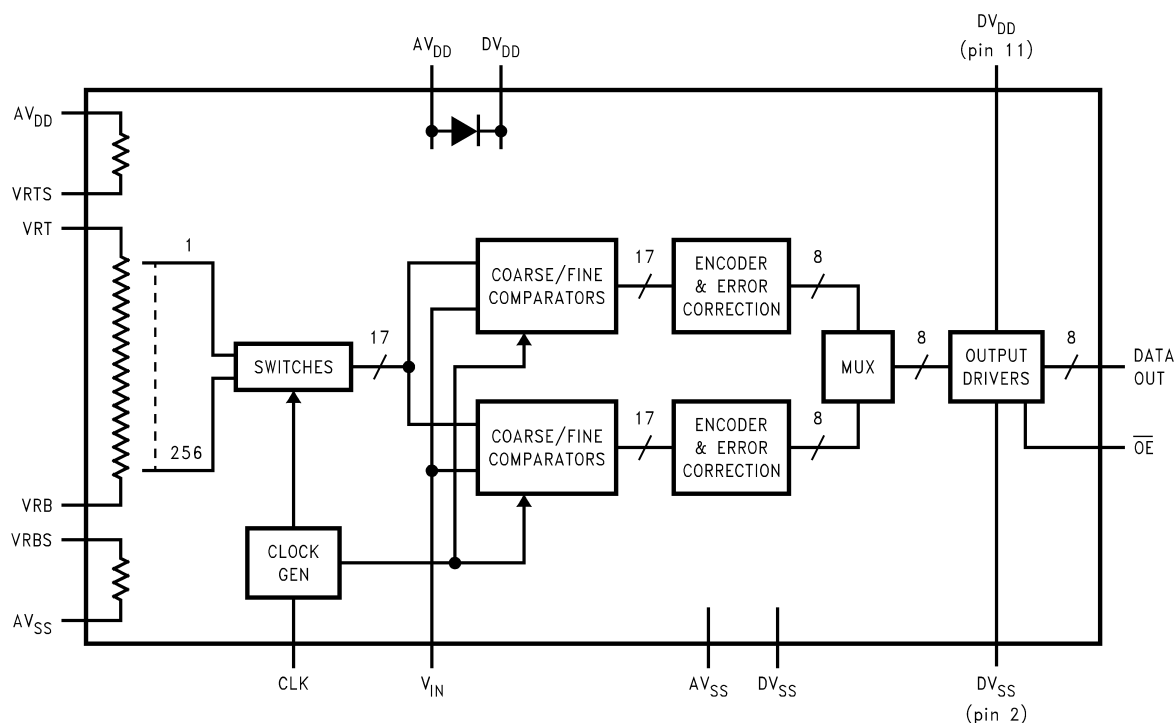 AVDD DVDD DVDD
(pin 11)
AVDD
VRTS
VRT
1
256
VRB
VRBS
AVSS
SWITCHES
17
COARSE/FINE
COMPARATORS
17
ENCODER
& ERROR
CORRECTION
8
MUX
8
OUTPUT
DRIVERS
8
DATA
OUT
COARSE/FINE
COMPARATORS
17
ENCODER
& ERROR
CORRECTION
8
OE
CLOCK
GEN
CLK
VIN
AVSS DVSS DVSS
(pin 2)